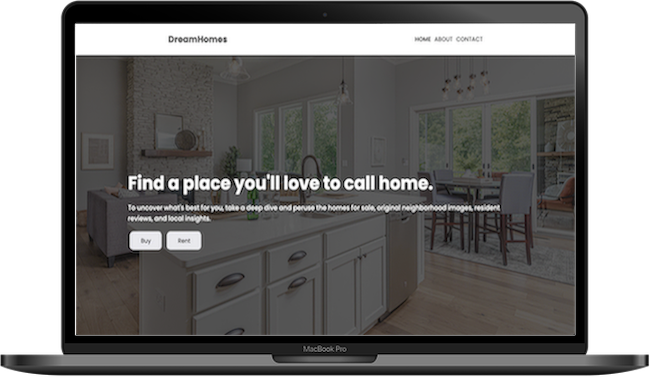 DreamHomes
HOME ABOUT CONTACT
Find a place you'll love to call home.
To uncover what's best for you, take a deep dive and peruse the homes for sale, original neighborhood images, resident
reviews, and local insights.
Buy Rent
MacBook Pro